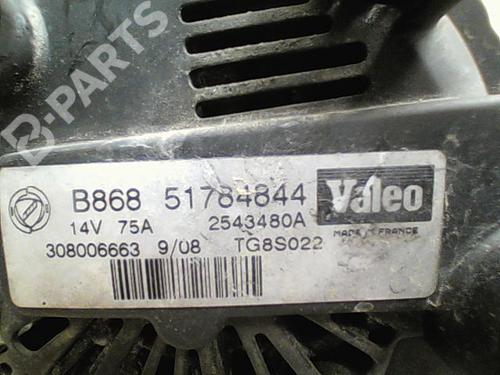 B-PARTS
B868 51784844 Valeo
14V 75A 2543480A MADE IN FRANCE
308006663 9/08 TG8S022